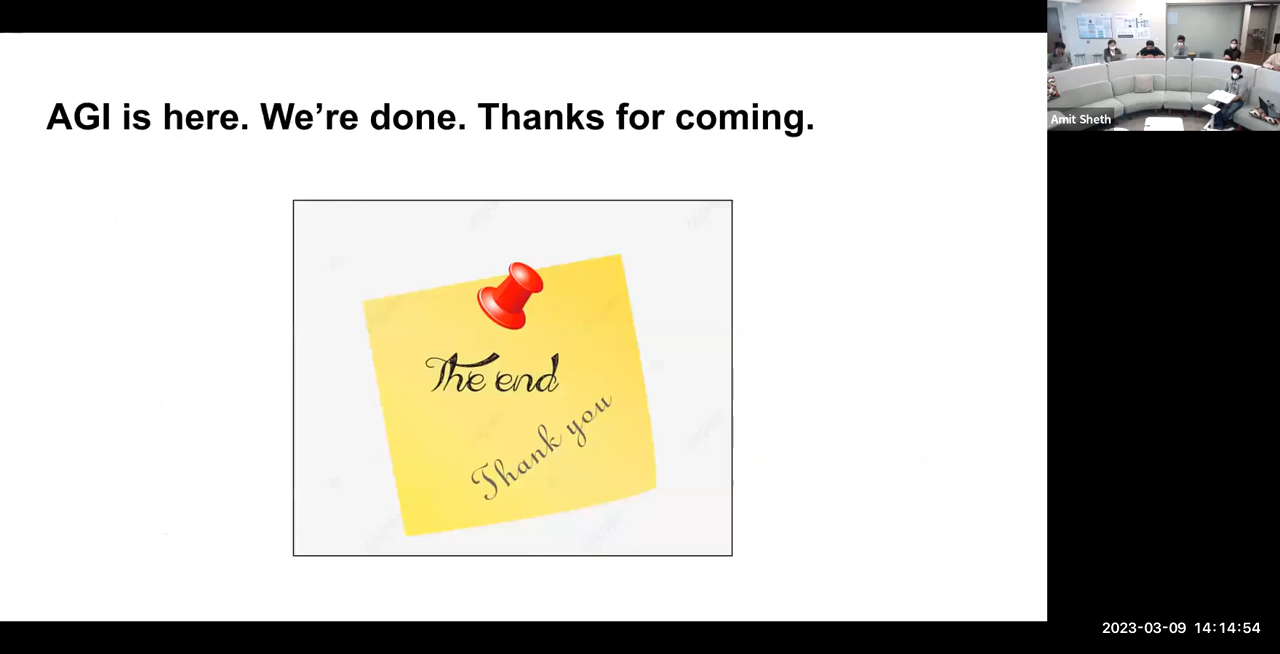 AGI is here. We’re done. Thanks for coming.
The end
Thank you
Amit Sheth
2023-03-09 14:14:54